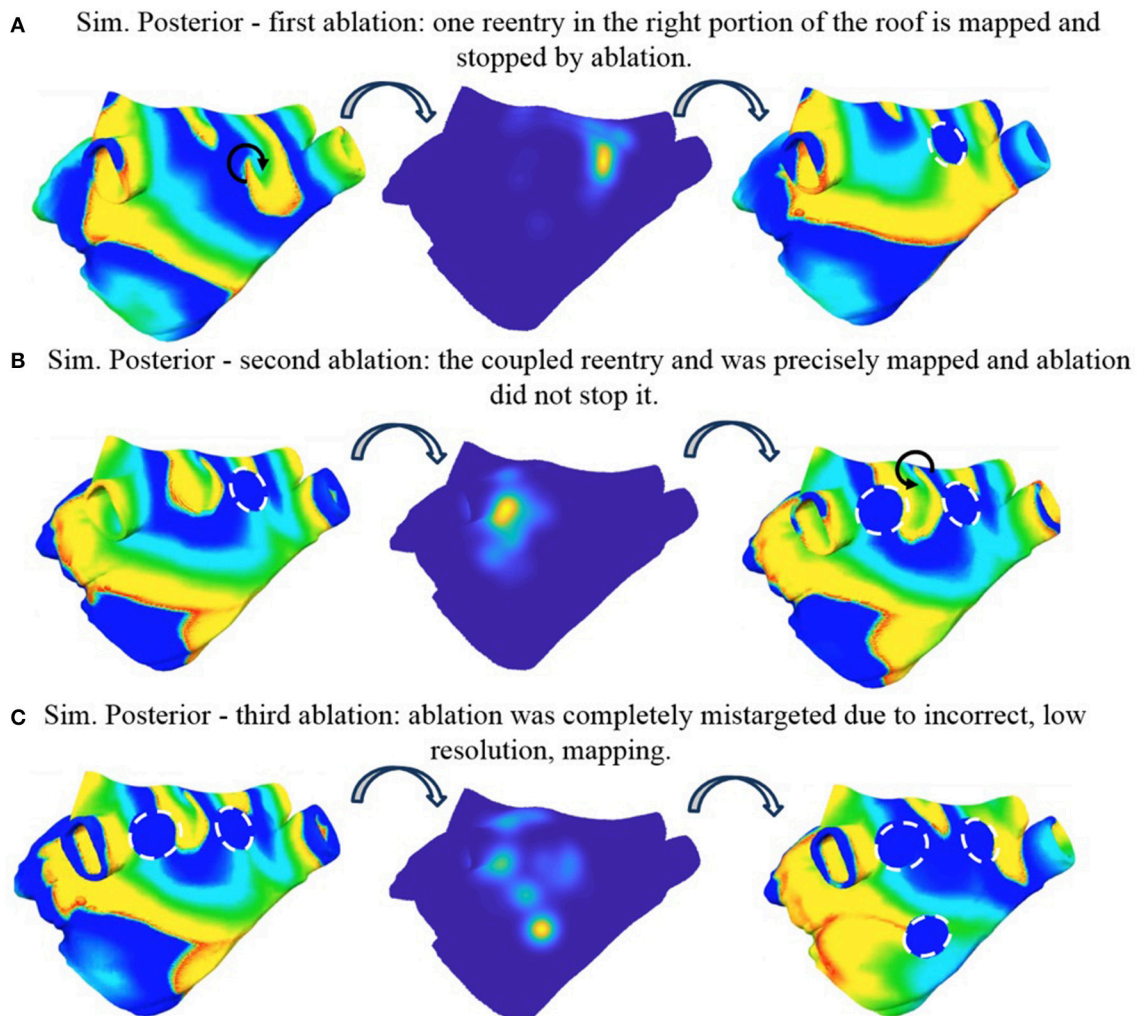 A Sim. Posterior - first ablation: one reentry in the right portion of the roof is mapped and
stopped by ablation.
B Sim. Posterior - second ablation: the coupled reentry and was precisely mapped and ablation
did not stop it.
C Sim. Posterior - third ablation: ablation was completely mistargeted due to incorrect, low
resolution, mapping.